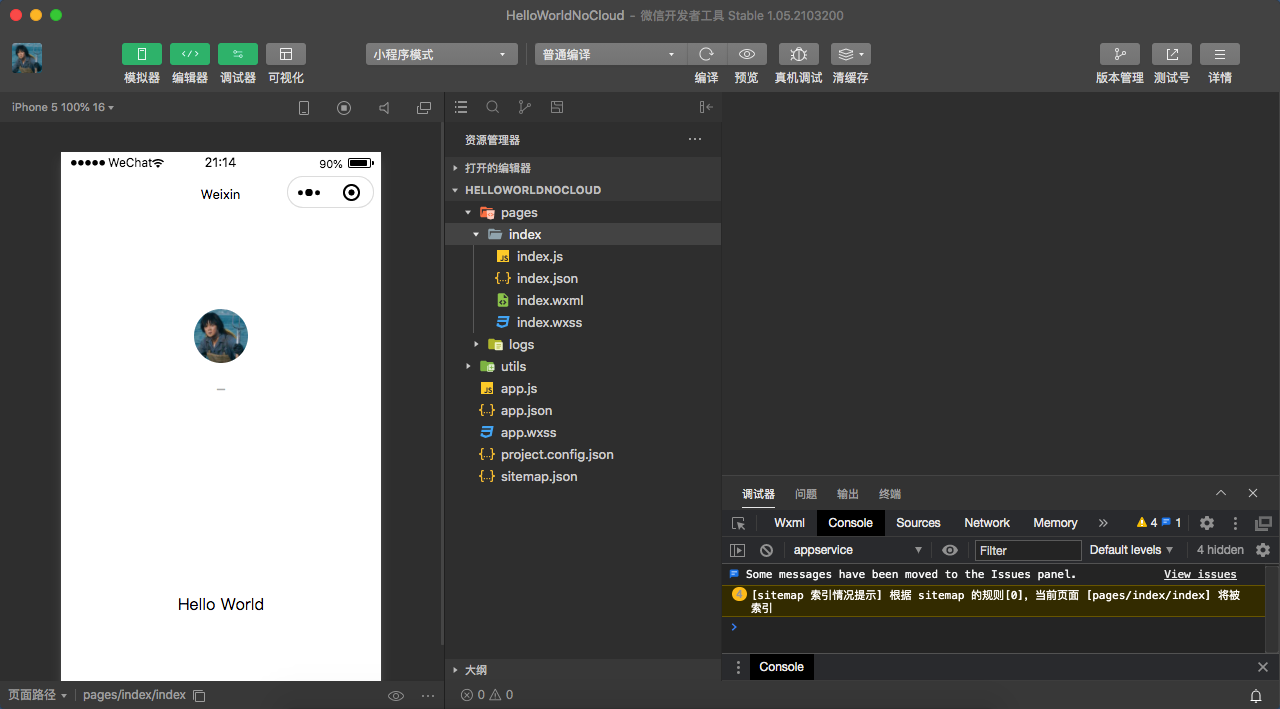 HelloWorldNoCloud - 微信开发者工具 Stable 1.05.2103200
模拟器 编辑器 调试器 可视化
小程序模式 普通编译
编译 预览 真机调试 清缓存
版本管理 测试号 详情
iPhone 5 100% 16
WeChat 21:14 90%
Weixin
Hello World
页面路径 pages/index/index
资源管理器
打开的编辑器
HELLOWORLDNOCLOUD
pages
index
JS index.js
{..} index.json
index.wxml
index.wxss
logs
utils
JS app.js
{..} app.json
app.wxss
{..} project.config.json
{..} sitemap.json
大纲
0 0
调试器 问题 输出 终端
Wxml Console Sources Network Memory » 4 1
appservice Filter Default levels 4 hidden
Some messages have been moved to the Issues panel. View issues
4 [sitemap 索引情况提示] 根据 sitemap 的规则[0], 当前页面 [pages/index/index] 将被
索引
Console